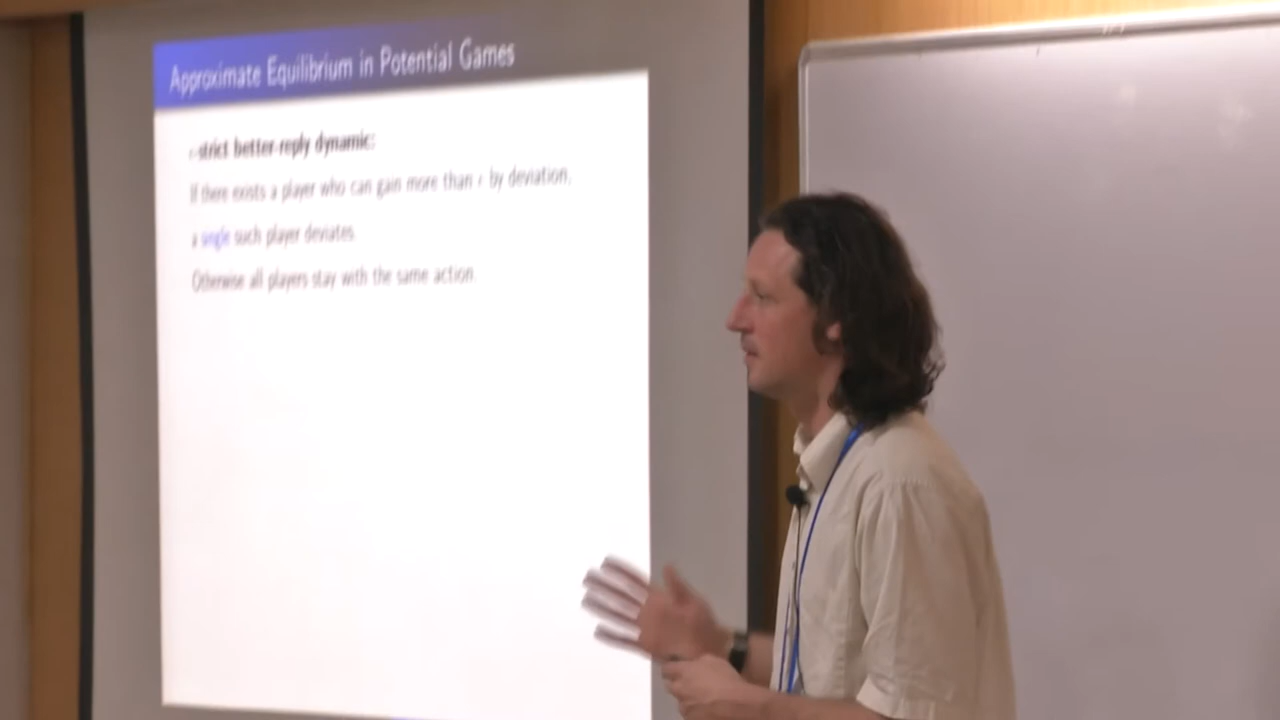 Approximate Equilibrium in Potential Games
-strict better-reply dynamic:
If there exists a player who can gain more than ε by deviation,
a single such player deviates.
Otherwise all players stay with the same action.